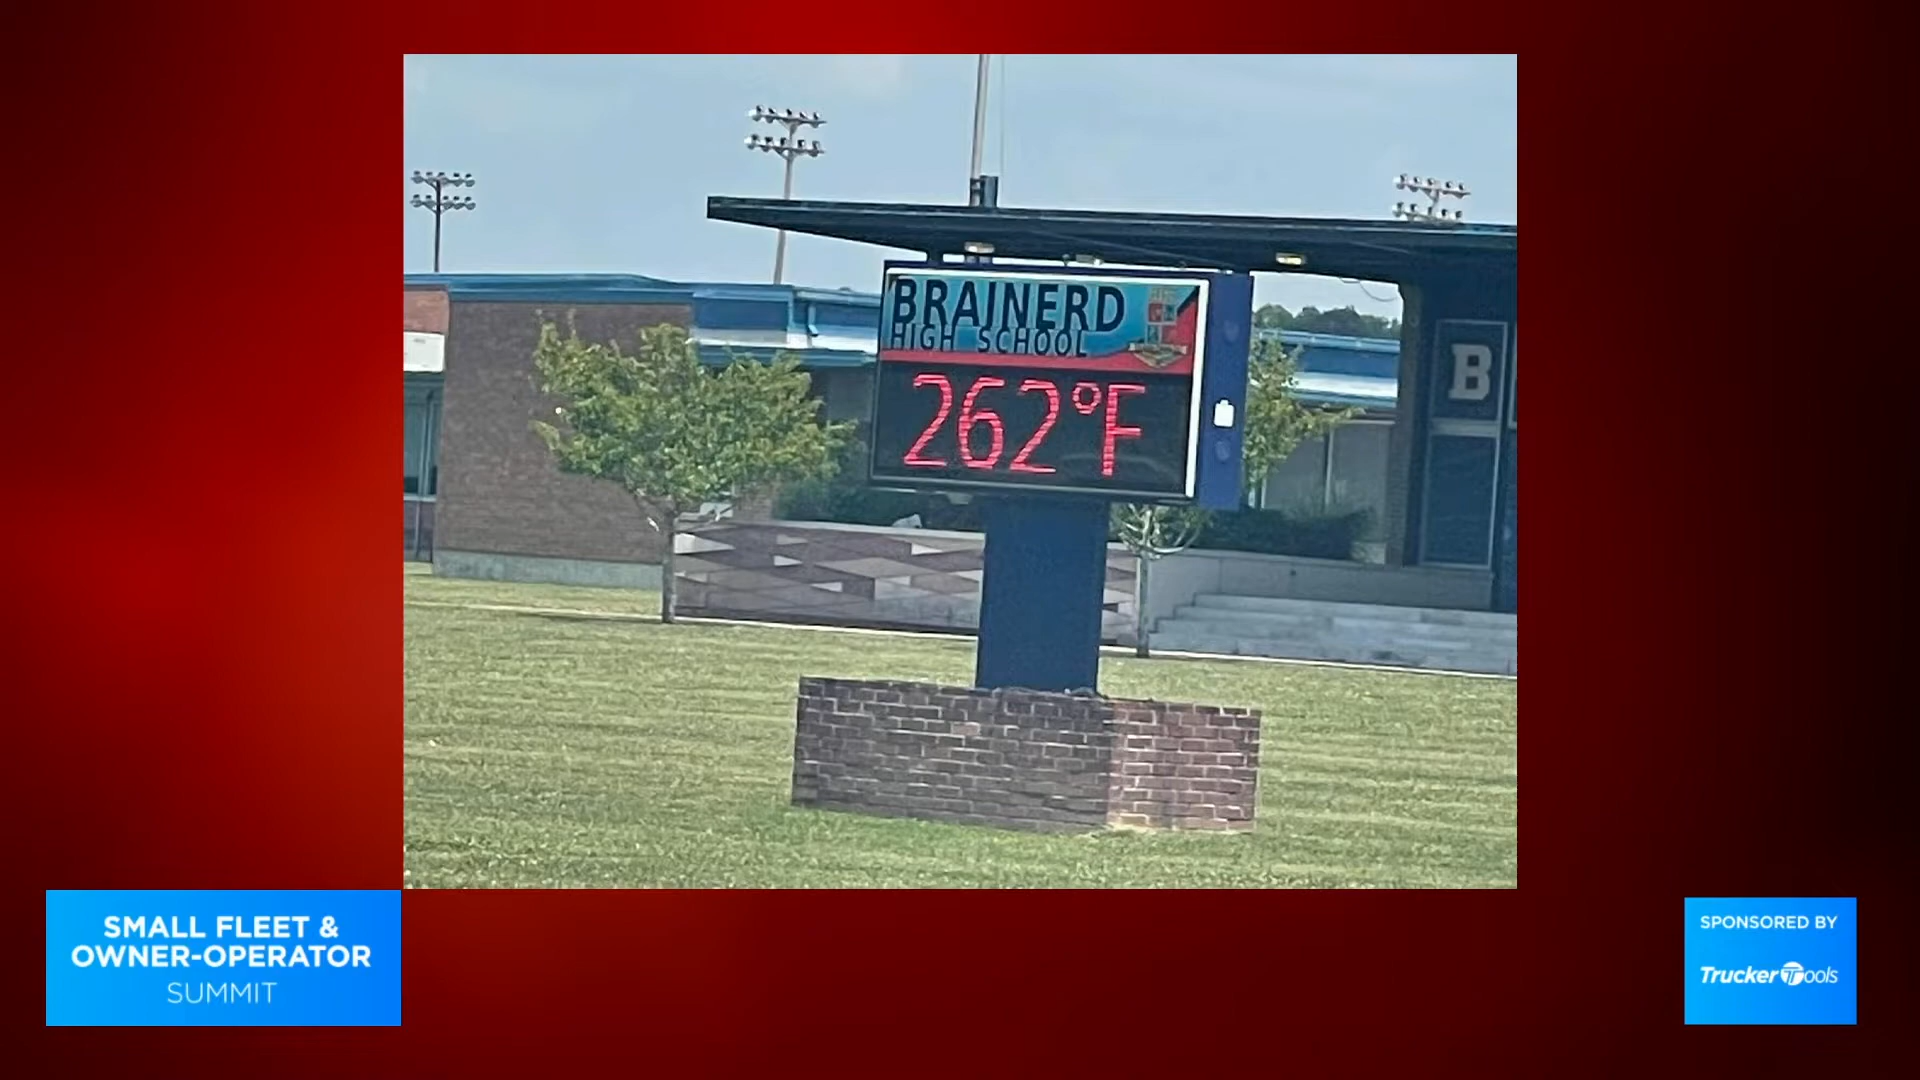 BRAINERD
HIGH SCHOOL
262°F
B
SMALL FLEET &
OWNER-OPERATOR
SUMMIT
SPONSORED BY
TruckerTools